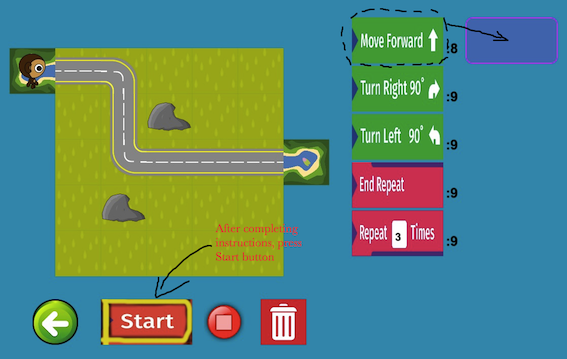 Move Forward
:8
Turn Right 90°
:9
Turn Left 90°
:9
End Repeat
:9
Repeat 3 Times
:9
After completing
instructions, press
Start button
Start